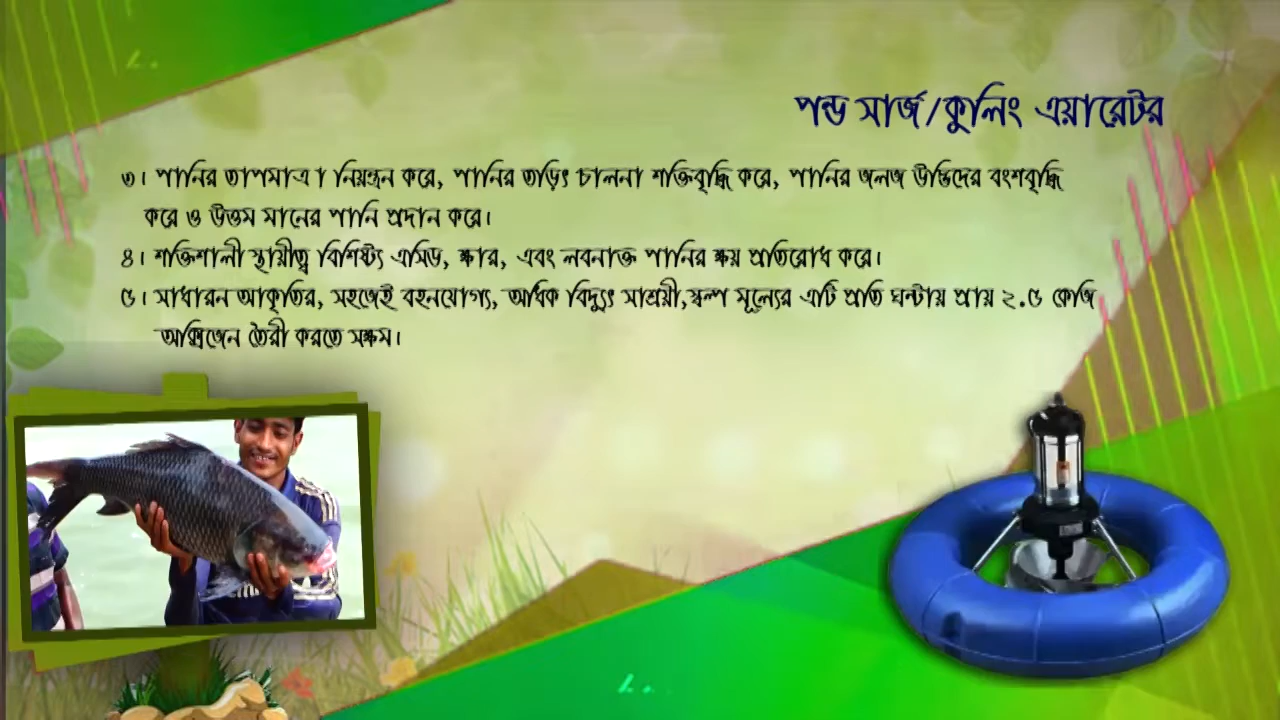 পন্ড সার্জ/কুলিং এয়ারেটর
৩। পানির তাপমাত্রা নিয়ন্ত্রন করে, পানির তড়িৎ চালনা শক্তিবৃদ্ধি করে, পানির জলজ উদ্ভিদের বংশবৃদ্ধি
করে ও উত্তম মানের পানি প্রদান করে।
৪। শক্তিশালী স্থায়ীত্ব বিশিষ্ট্য এসিড, ক্ষার, এবং লবনাক্ত পানির ক্ষয় প্রতিরোধ করে।
৫। সাধারন আকৃতির, সহজেই বহনযোগ্য, অধিক বিদ্যুৎ সাশ্রয়ী,স্বল্প মূল্যের এটি প্রতি ঘন্টায় প্রায় ২.৫ কেজি
অক্সিজেন তৈরী করতে সক্ষম।